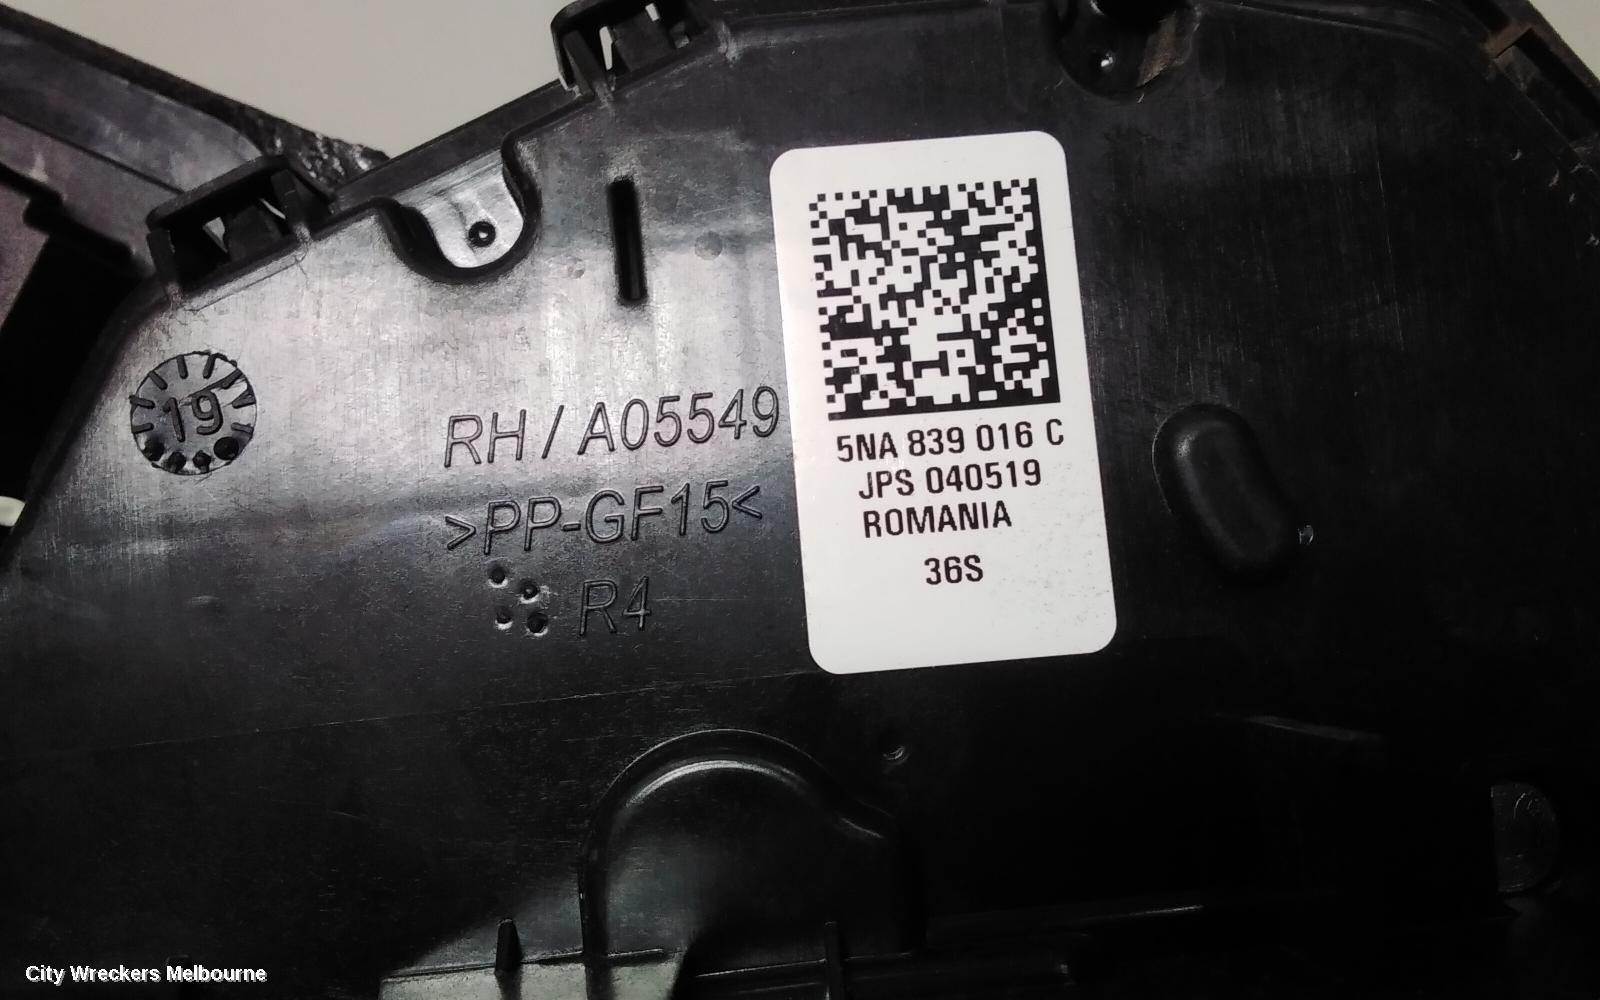 19
RH / A05549
>PP-GF15<
R4
5NA 839 016 C
JPS 040519
ROMANIA
36S
City Wreckers Melbourne